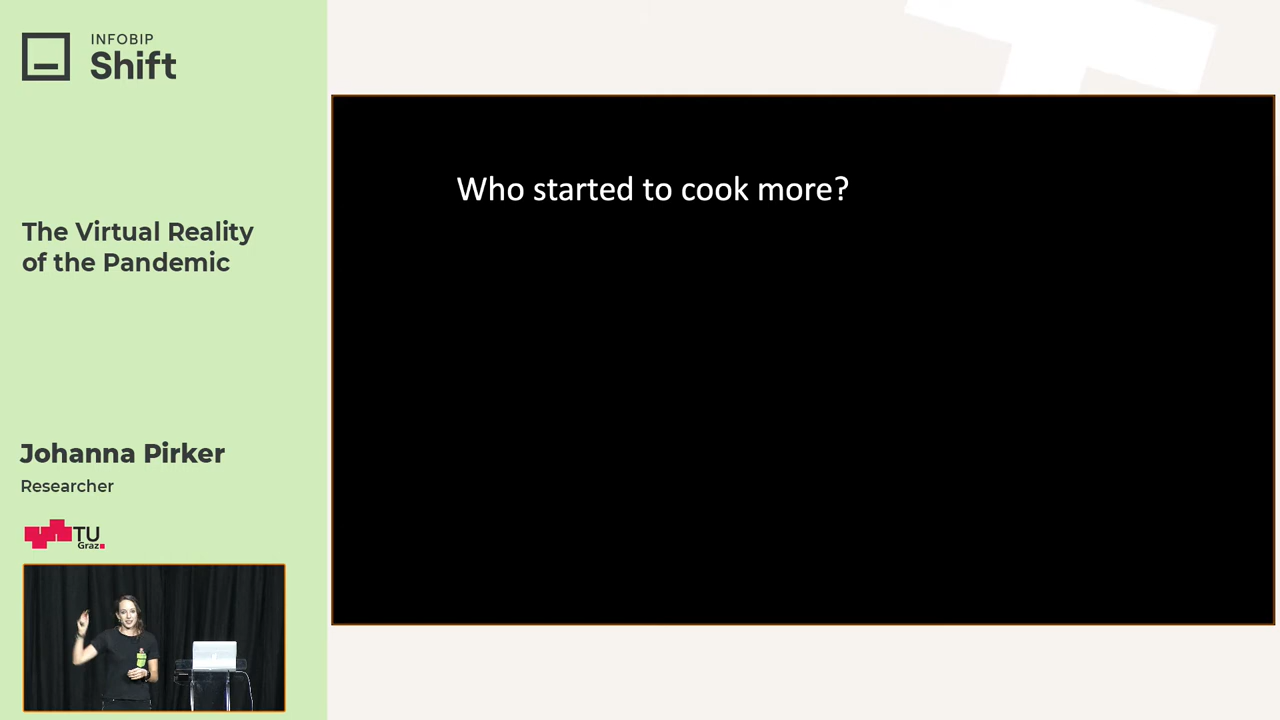 INFOBIP
Shift
The Virtual Reality
of the Pandemic
Johanna Pirker
Researcher
TU
Graz
Who started to cook more?